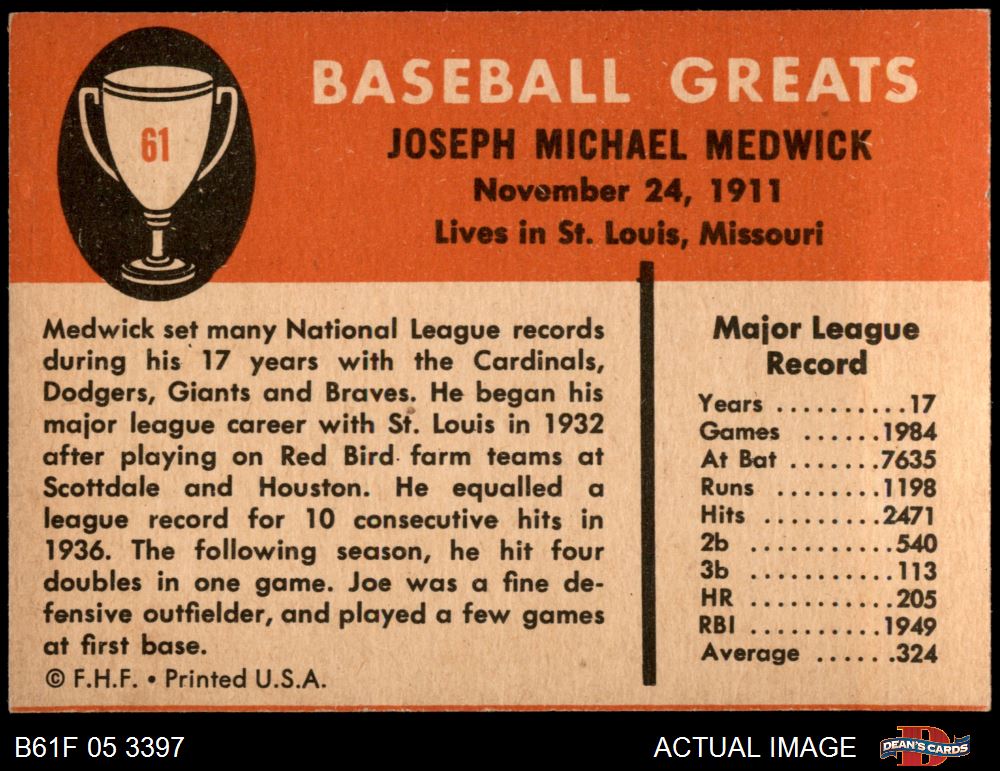 61
BASEBALL GREATS
JOSEPH MICHAEL MEDWICK
November 24, 1911
Lives in St. Louis, Missouri
Medwick set many National League records
during his 17 years with the Cardinals,
Dodgers, Giants and Braves. He began his
major league career with St. Louis in 1932
after playing on Red Bird farm teams at
Scottdale and Houston. He equalled a
league record for 10 consecutive hits in
1936. The following season, he hit four
doubles in one game. Joe was a fine de-
fensive outfielder, and played a few games
at first base.
© F.H.F. • Printed U.S.A.
Major League
Record
Years ..........17
Games ......1984
At Bat .......7635
Runs ........1198
Hits .........2471
2b ..........540
3b ..........113
HR ..........205
RBI ..........1949
Average ......324
B61F 05 3397
ACTUAL IMAGE
DEAN'S CARDS